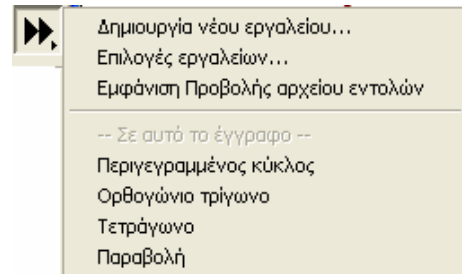 Δημιουργία νέου εργαλείου...
Επιλογές εργαλείων...
Εμφάνιση Προβολής αρχείου εντολών
-- Σε αυτό το έγγραφο --
Περιγεγραμμένος κύκλος
Ορθογώνιο τρίγωνο
Τετράγωνο
Παραβολή